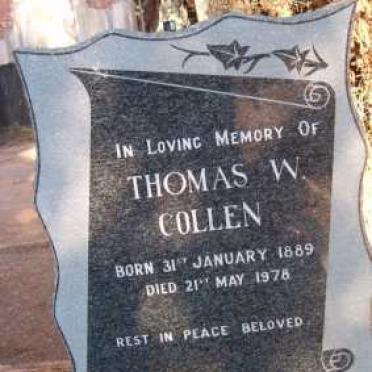 IN LOVING MEMORY OF
THOMAS W.
COLLEN
BORN 31ST JANUARY 1889
DIED 21ST MAY 1978
REST IN PEACE BELOVED.